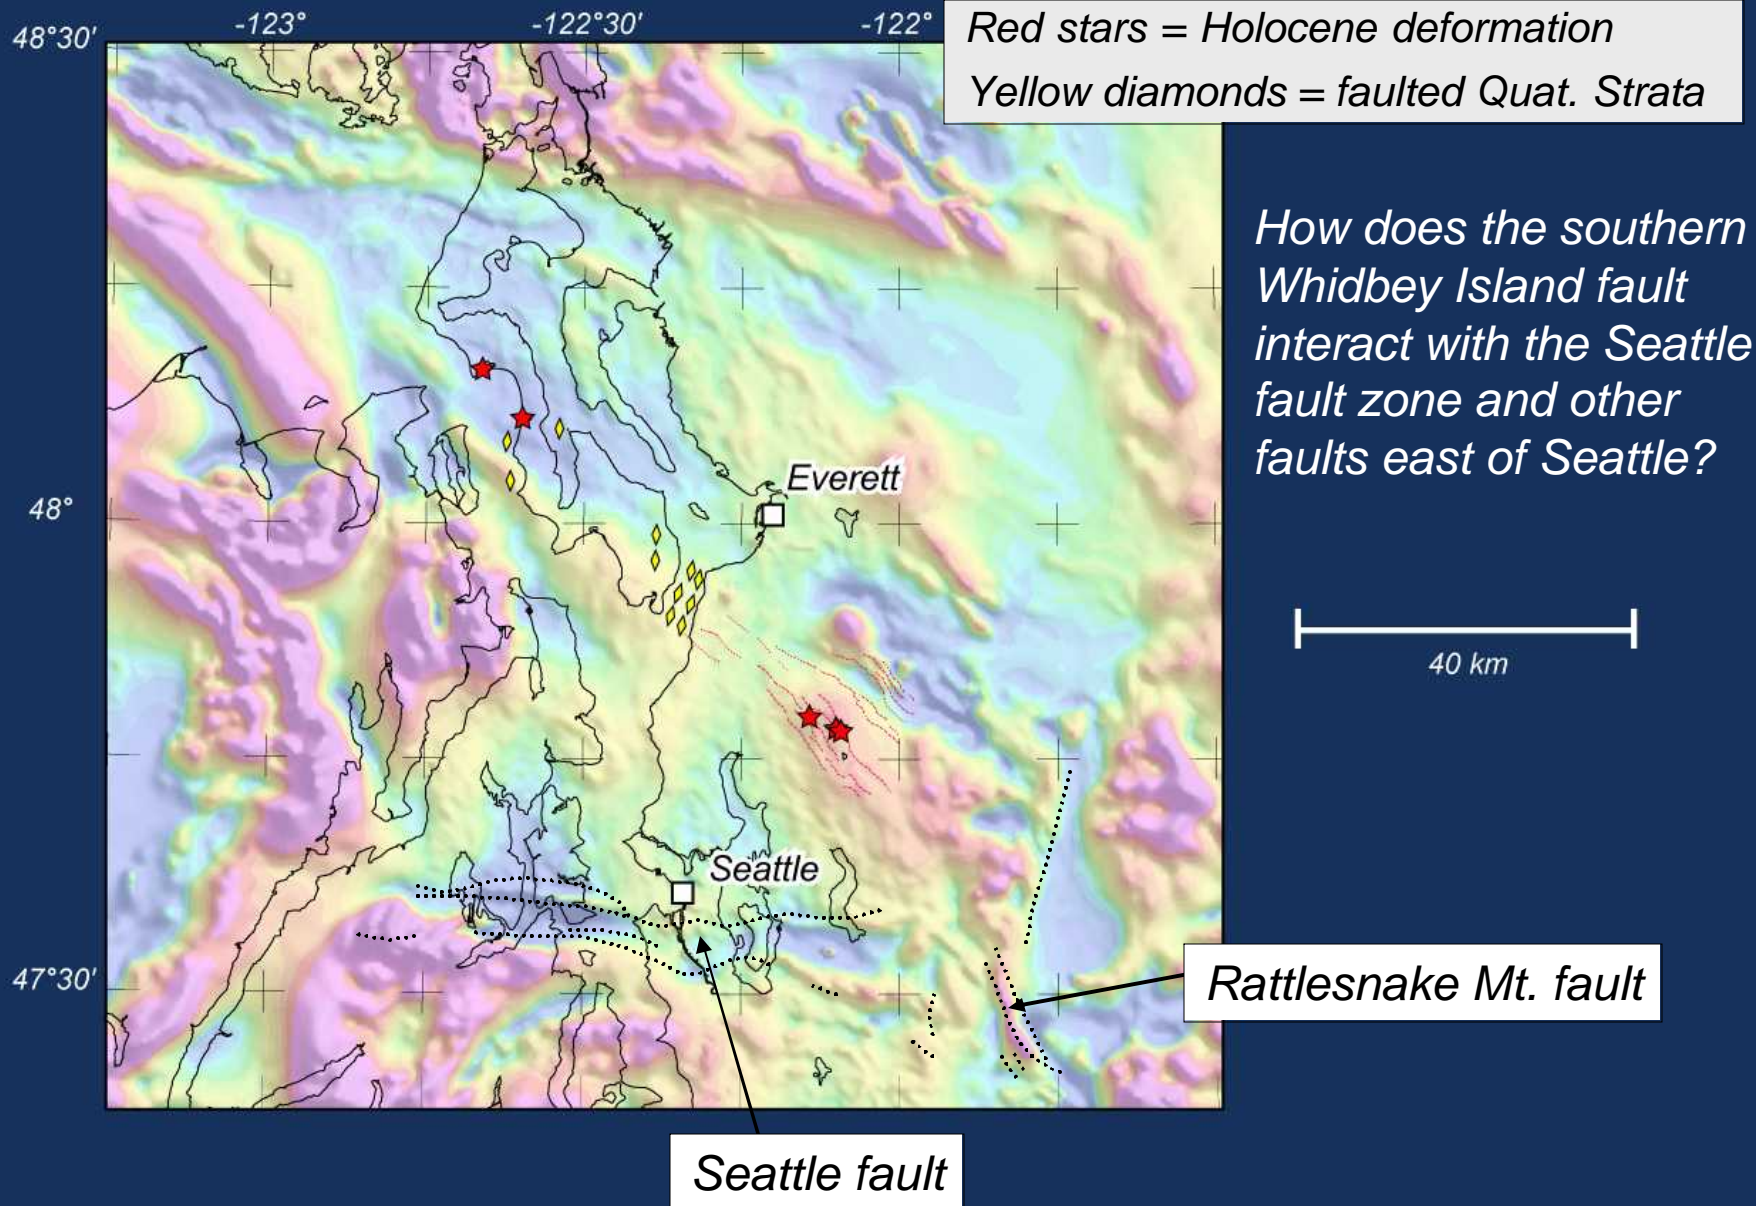 -123°
-122°30'
-122°
48°30'
Red stars = Holocene deformation
Yellow diamonds = faulted Quat. Strata
How does the southern
Whidbey Island fault
interact with the Seattle
fault zone and other
faults east of Seattle?
Everett
48°
40 km
Seattle
47°30'
Rattlesnake Mt. fault
Seattle fault